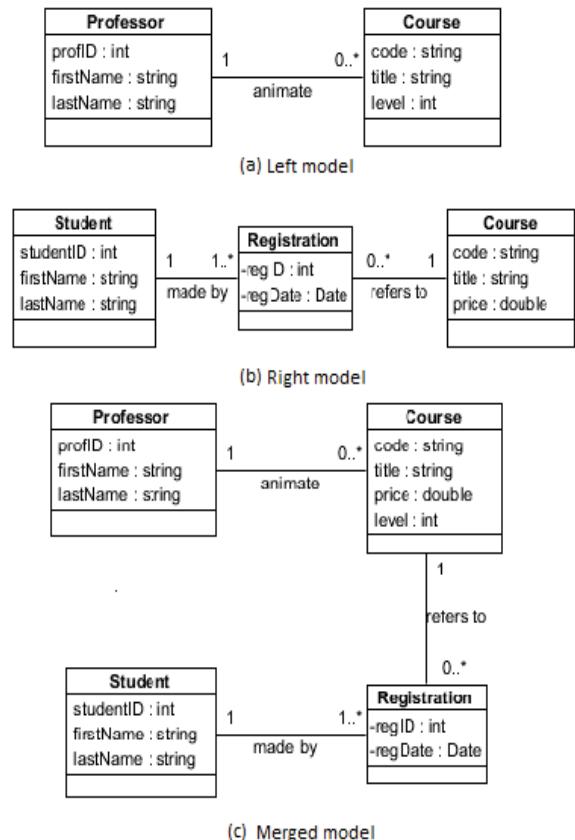 Professor
profID : int
firstName : string
lastName : string
1
0..*
animate
Course
code : string
title : string
level : int
(a) Left model
Student
studentID : int
firstName : string
lastName : string
1
1..*
made by
Registration
-reg D : int
-regDate : Date
0..*
1
refers to
Course
code : string
title : string
price : double
(b) Right model
Professor
profID : int
firstName : string
lastName : string
1
0..*
animate
Course
code : string
title : string
price : double
level : int
1
refers to
0..*
Student
studentID : int
firstName : string
lastName : string
1
1..*
made by
Registration
-regID : int
-regDate : Date
(c) Merged model